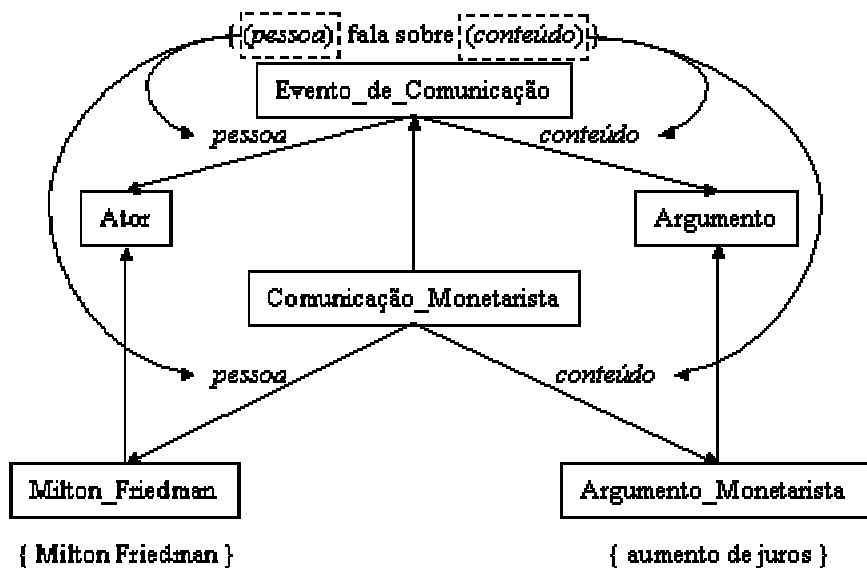 { (pessoa) fala sobre (conteúdo) }
Evento_de_Comunicação
pessoa conteúdo
Ator Argumento
Comunicação_Monetarista
pessoa conteúdo
Milton_Friedman Argumento_Monetarista
{ Milton Friedman } { aumento de juros }